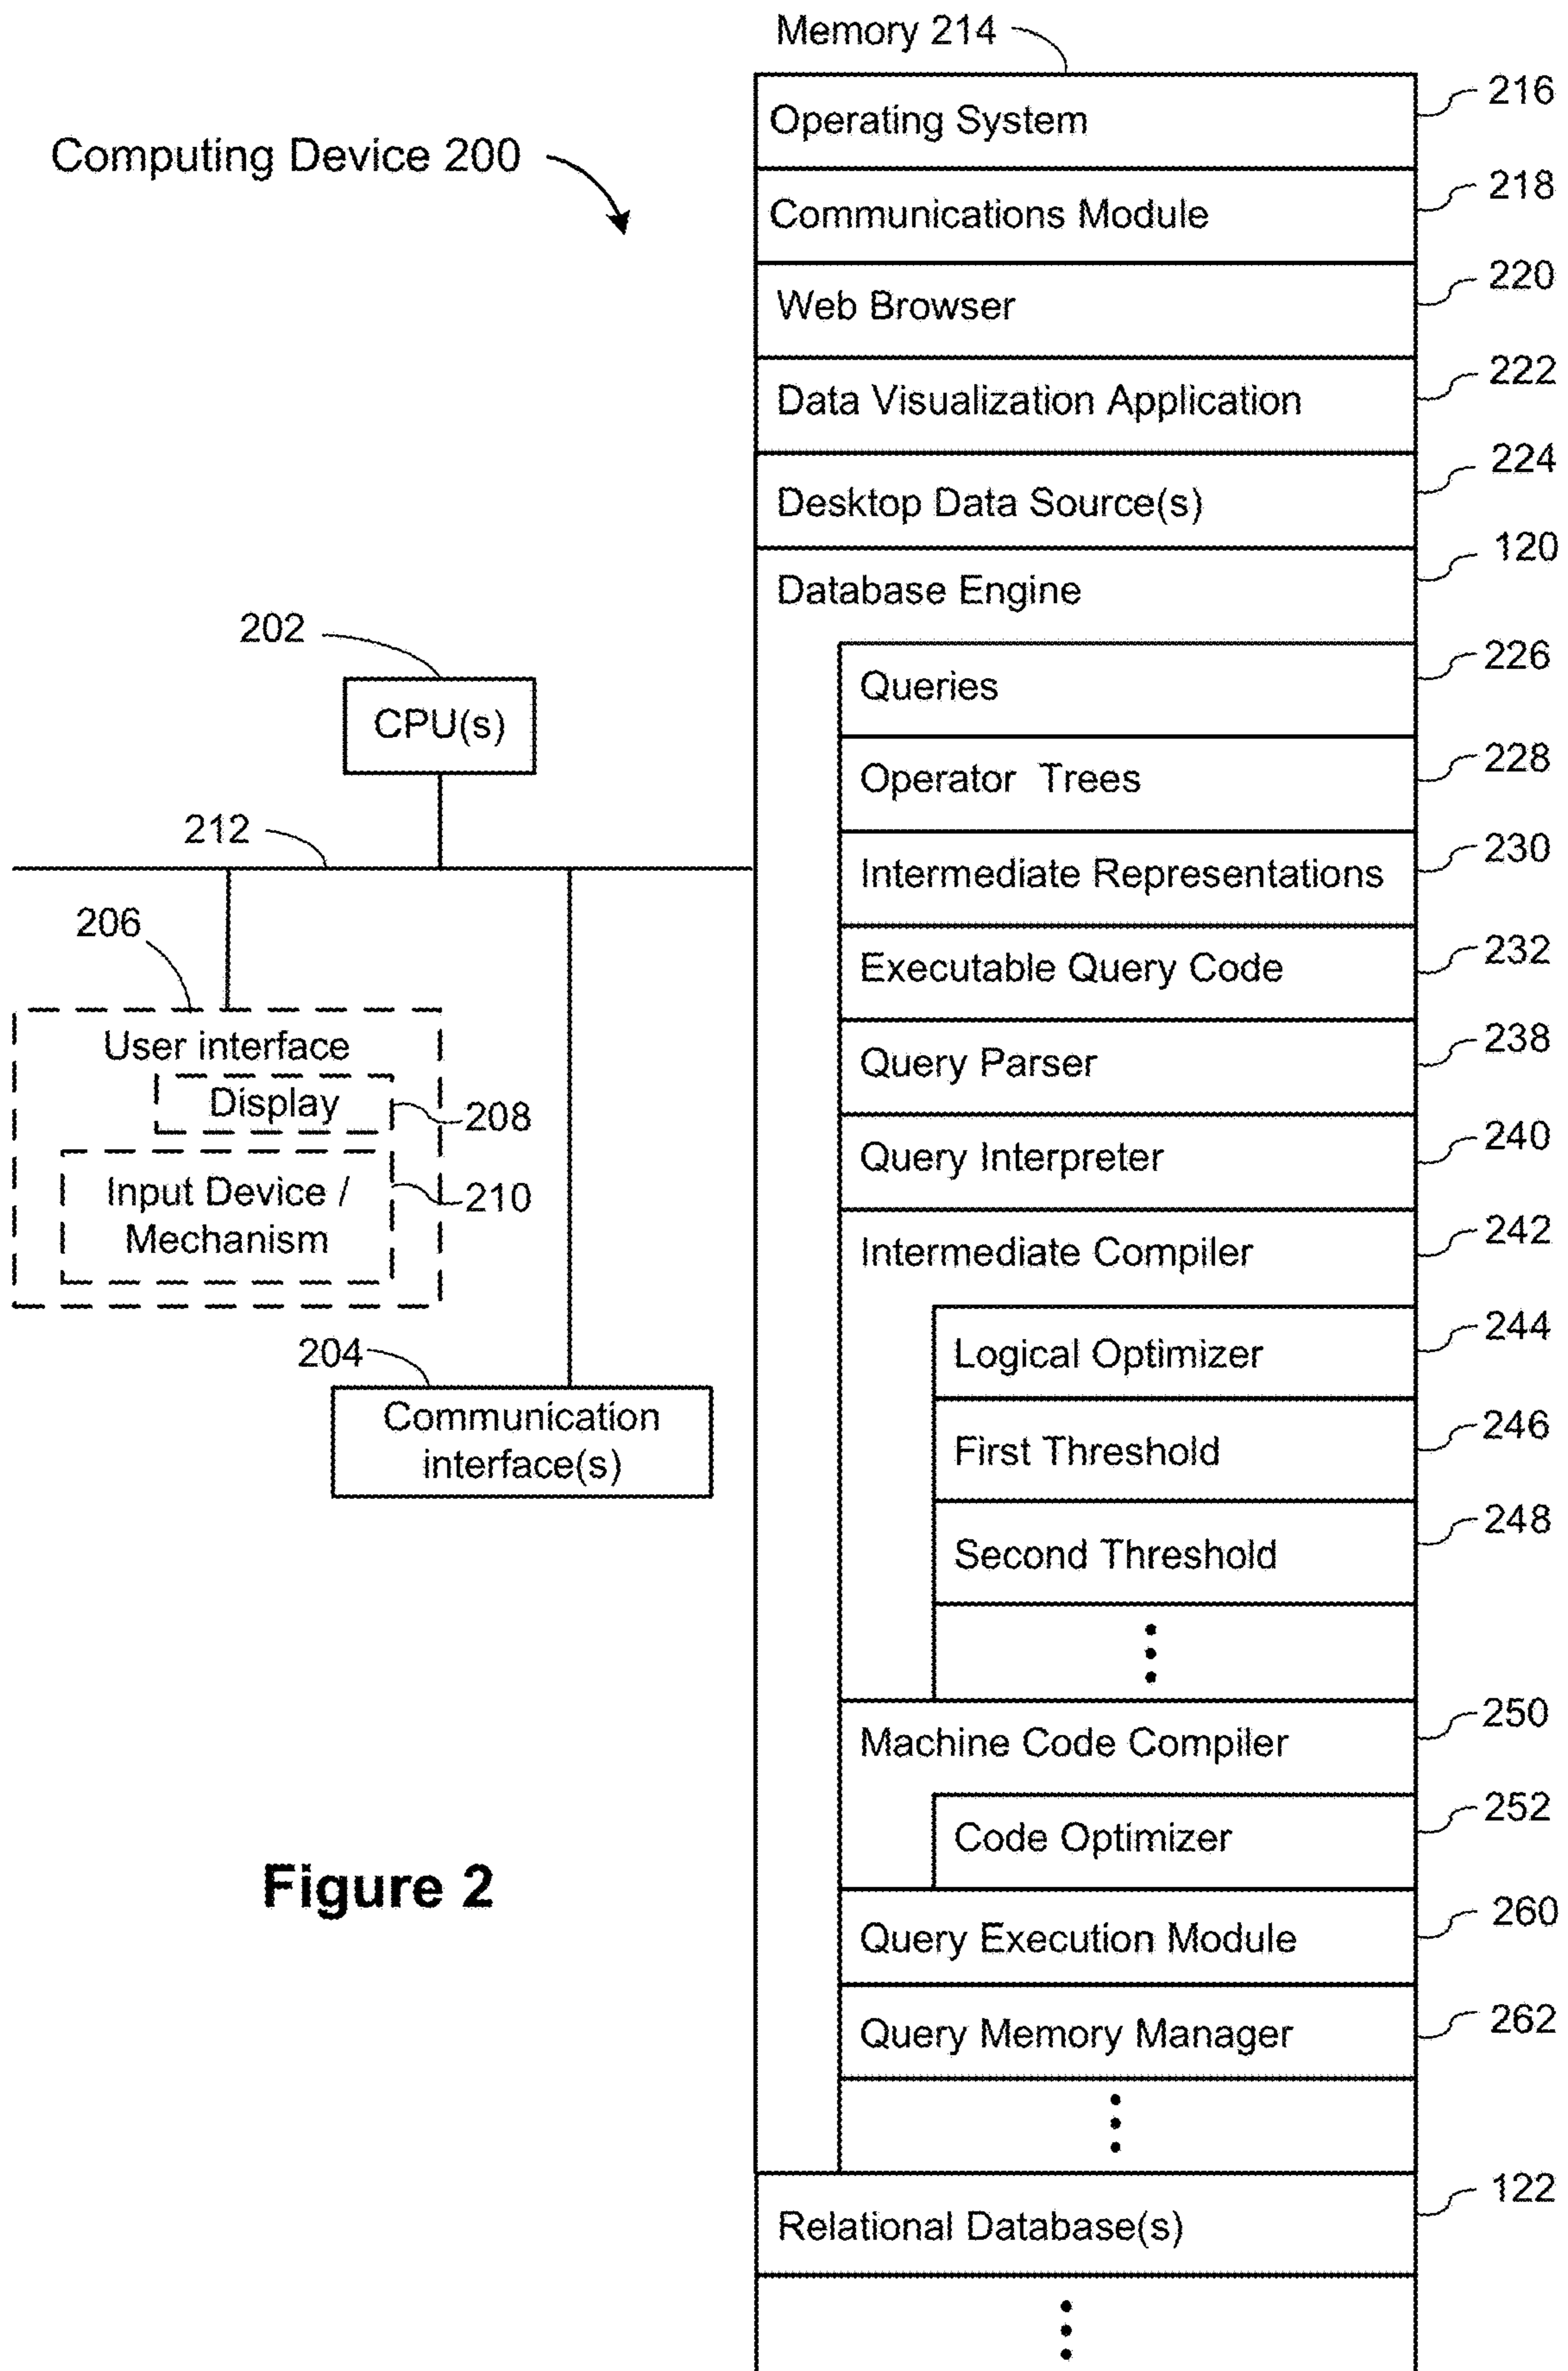 Memory 214
Operating System 216
Computing Device 200
Communications Module 218
Web Browser 220
Data Visualization Application 222
Desktop Data Source(s) 224
Database Engine 120
202
CPU(s)
212
206
User interface
Display 208
Input Device / 210
Mechanism
204
Communication
interface(s)
Queries 226
Operator Trees 228
Intermediate Representations 230
Executable Query Code 232
Query Parser 238
Query Interpreter 240
Intermediate Compiler 242
Logical Optimizer 244
First Threshold 246
Second Threshold 248
Machine Code Compiler 250
Code Optimizer 252
Query Execution Module 260
Query Memory Manager 262
Relational Database(s) 122
Figure 2